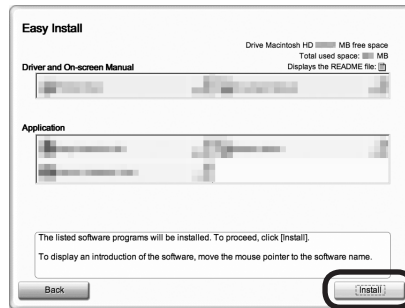 Easy Install
Drive Macintosh HD MB free space
Total used space: MB
Driver and On-screen Manual
Displays the README file:
Application
The listed software programs will be installed. To proceed, click [Install].
To display an introduction of the software, move the mouse pointer to the software name.
Back
Install